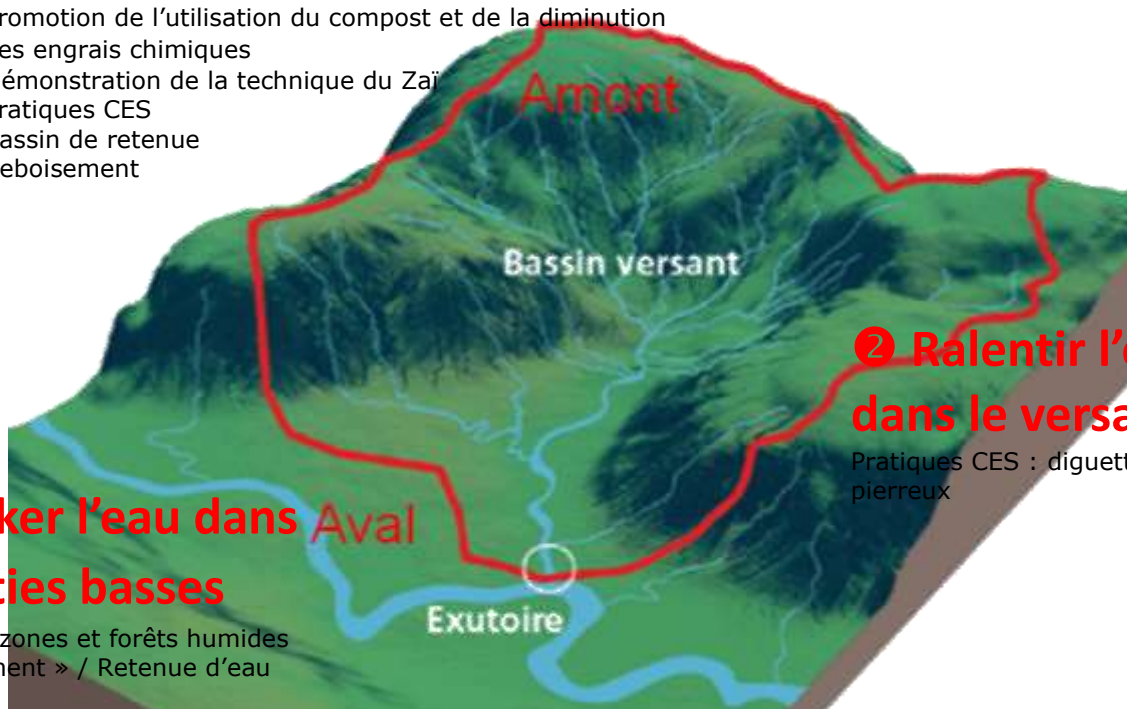 romotion de l’utilisation du compost et de la diminution
es engrais chimiques
émonstration de la technique du Zaï
ratiques CES
assin de retenue
eboisement
Amont
Bassin versant
❷ Ralentir l’
dans le versa
Pratiques CES : diguett
pierreux
ker l’eau dans
ties basses
zones et forêts humides
ent » / Retenue d’eau
Aval
Exutoire